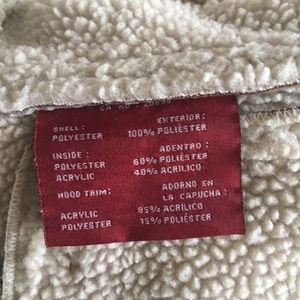 SHELL: EXTERIOR:
POLYESTER 100% POLIÉSTER
INSIDE: ADENTRO:
POLYESTER 60% POLIÉSTER
ACRYLIC 40% ACRÍLICO
HOOD TRIM: ADORNO EN
LA CAPUCHA:
ACRYLIC 85% ACRÍLICO
POLYESTER 15% POLIÉSTER